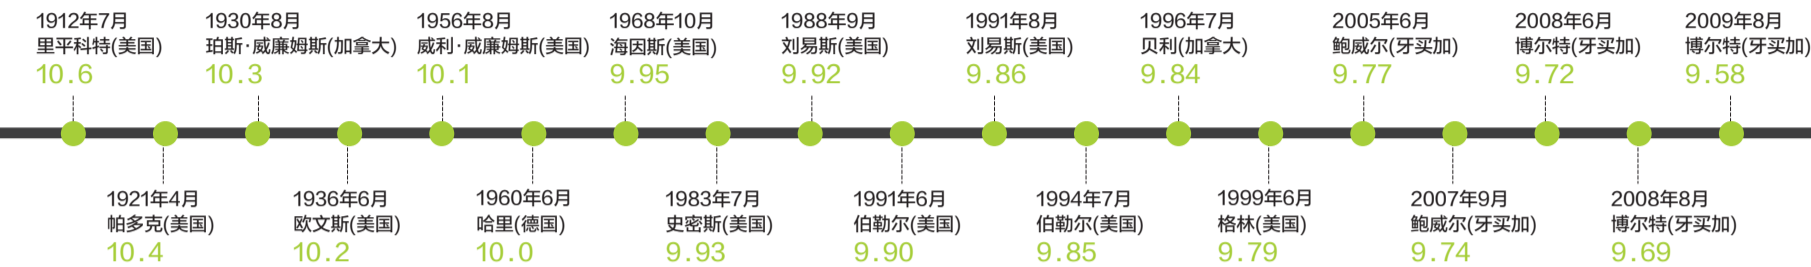 1912年7月
里平科特(美国)
10.6
1921年4月
帕多克(美国)
10.4
1930年8月
珀斯·威廉姆斯(加拿大)
10.3
1936年6月
欧文斯(美国)
10.2
1956年8月
威利·威廉姆斯(美国)
10.1
1960年6月
哈里(德国)
10.0
1968年10月
海因斯(美国)
9.95
1983年7月
史密斯(美国)
9.93
1988年9月
刘易斯(美国)
9.92
1991年6月
伯勒尔(美国)
9.90
1991年8月
刘易斯(美国)
9.86
1994年7月
伯勒尔(美国)
9.85
1996年7月
贝利(加拿大)
9.84
1999年6月
格林(美国)
9.79
2005年6月
鲍威尔(牙买加)
9.77
2007年9月
鲍威尔(牙买加)
9.74
2008年6月
博尔特(牙买加)
9.72
2008年8月
博尔特(牙买加)
9.69
2009年8月
博尔特(牙买加)
9.58